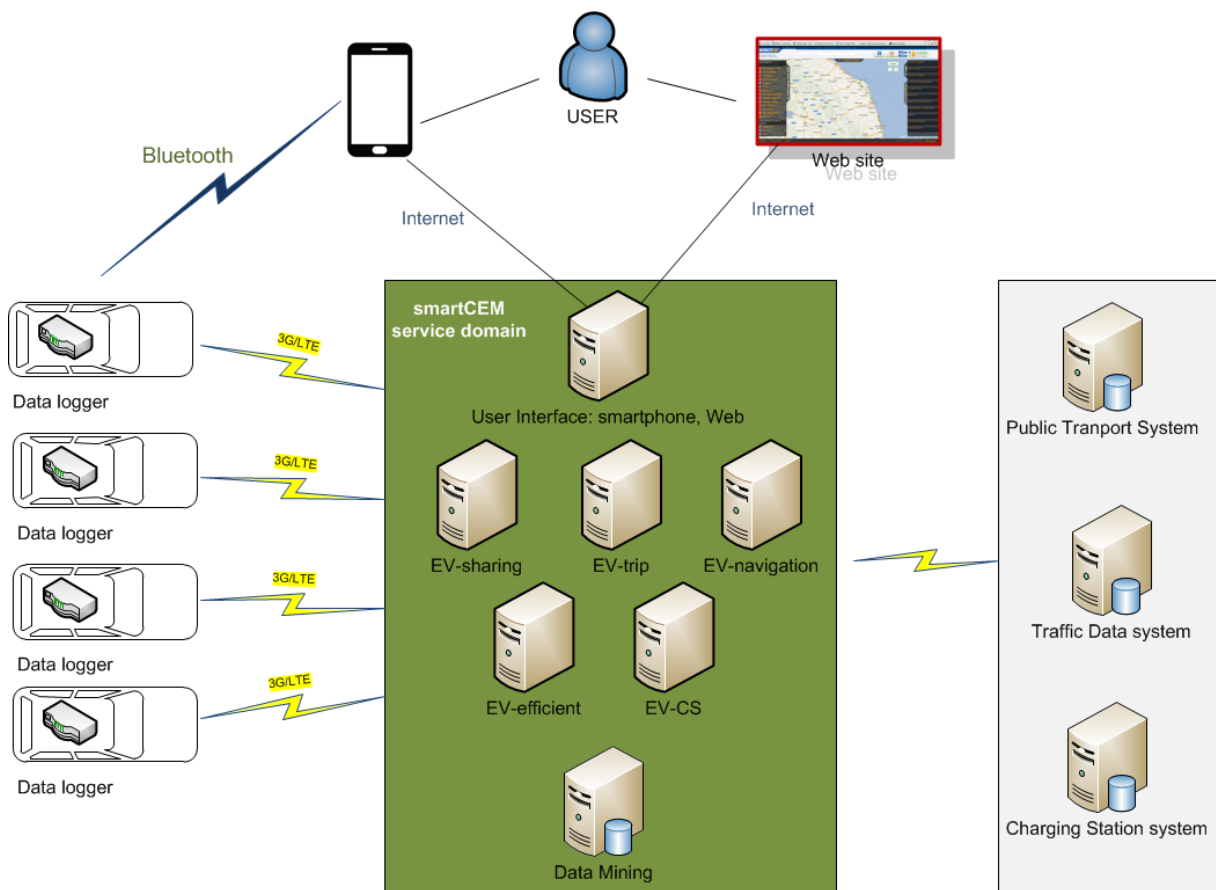 USER
Web site
Web site
Bluetooth
Internet
Internet
smartCEM
service domain
3G/LTE
Data logger
User Interface: smartphone, Web
Public Tranport System
3G/LTE
Data logger
EV-sharing
EV-trip
EV-navigation
3G/LTE
Data logger
Traffic Data system
3G/LTE
EV-efficient
EV-CS
Data logger
Charging Station system
Data Mining